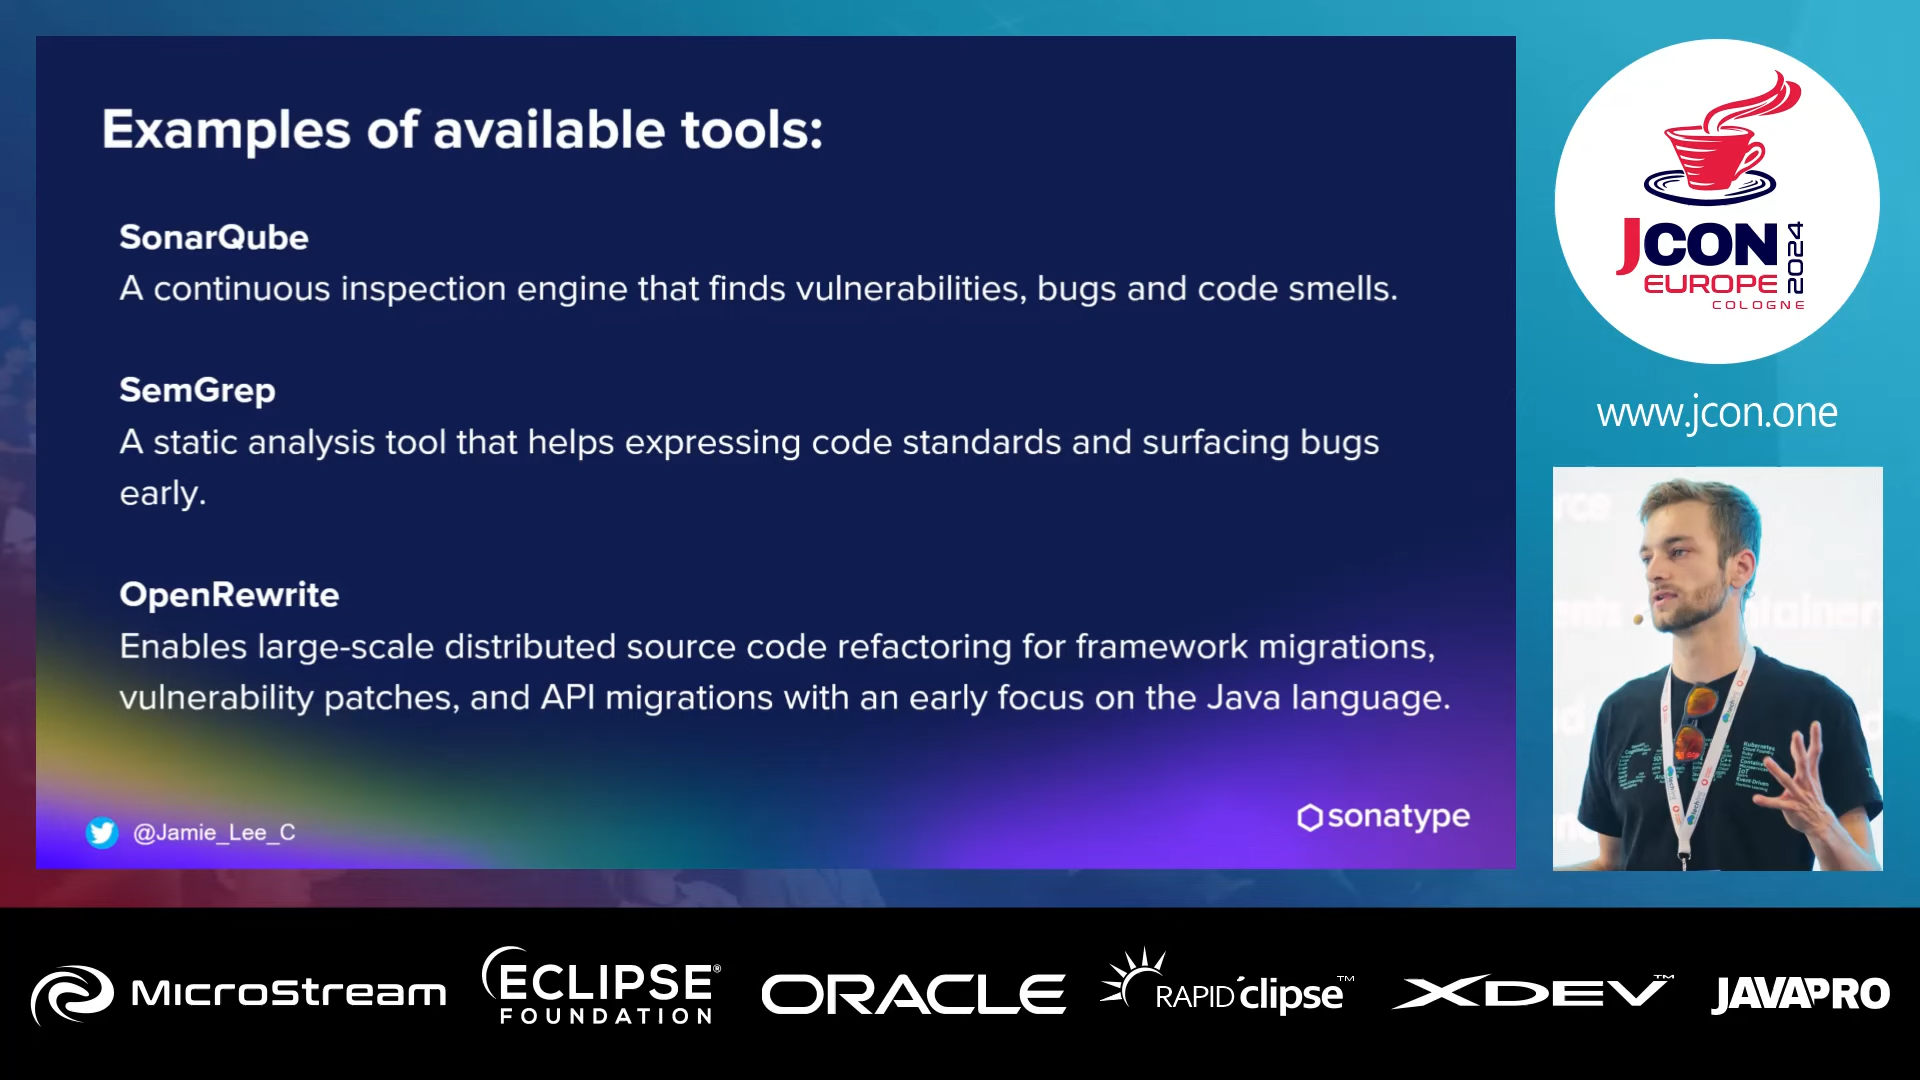 Examples of available tools:
SonarQube
A continuous inspection engine that finds vulnerabilities, bugs and code smells.
SemGrep
A static analysis tool that helps expressing code standards and surfacing bugs
early.
OpenRewrite
Enables large-scale distributed source code refactoring for framework migrations,
vulnerability patches, and API migrations with an early focus on the Java language.
@Jamie_Lee_C
sonatype
JCON
EUROPE
2024
COLOGNE
www.jcon.one
MicroStream
ECLIPSE®
FOUNDATION
ORACLE
RAPID'clipse™
XDEV™
JAVAPRO